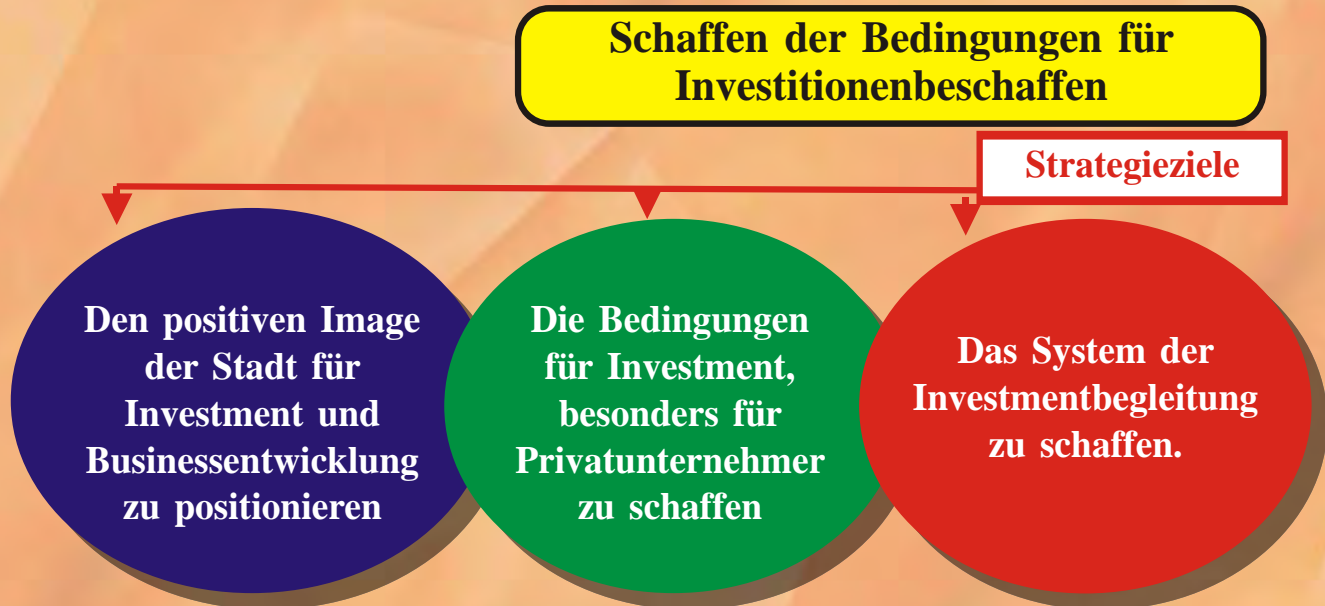 Schaffen der Bedingungen für
Investitionenbeschaffen
Strategieziele
Den positiven Image
der Stadt für
Investment und
Businessentwicklung
zu positionieren
Die Bedingungen
für Investment,
besonders für
Privatunternehmer
zu schaffen
Das System der
Investmentbegleitung
zu schaffen.